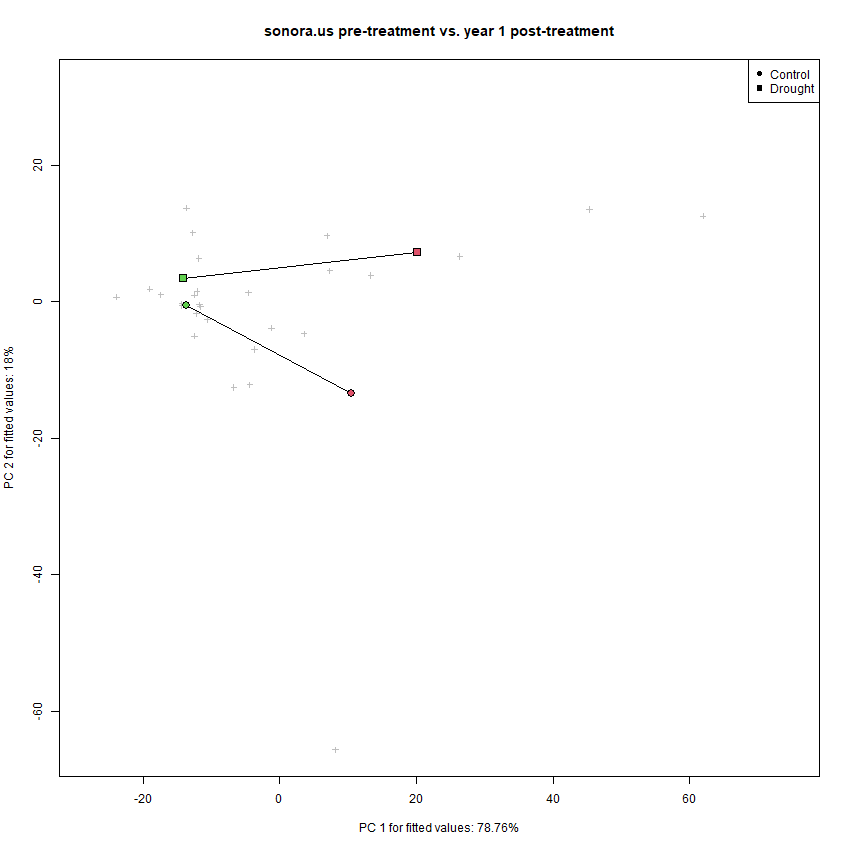 sonora.us pre-treatment vs. year 1 post-treatment
Control
Drought
PC 2 for fitted values: 18%
20
0
-20
-40
-60
-20
0
20
40
60
PC 1 for fitted values: 78.76%